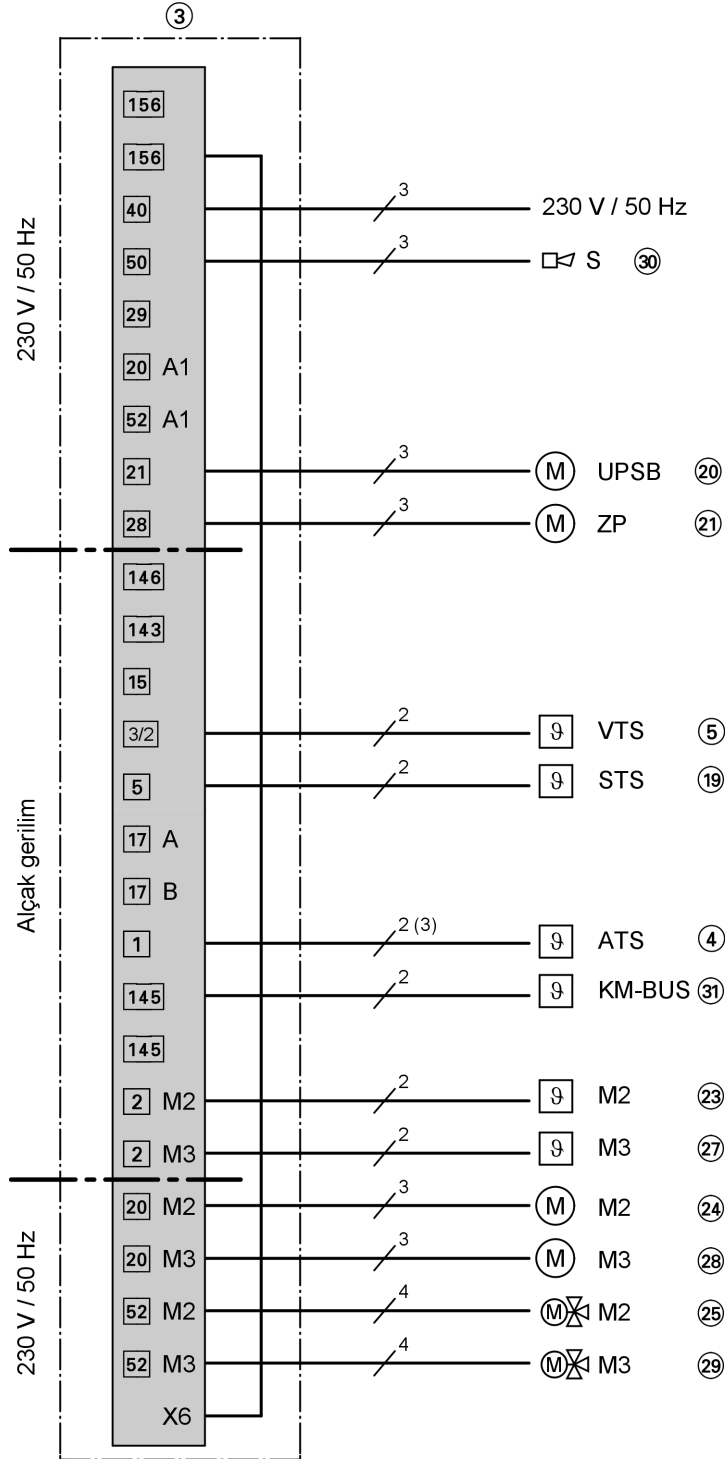 ③
156
156
40 3 230 V / 50 Hz
50 3 S 30
29
20 A1
52 A1
21 3 M UPSB 20
28 3 M ZP 21
230 V / 50 Hz
146
143
15
3/2 2 ϑ VTS 5
5 2 ϑ STS 19
17 A
17 B
1 2 (3) ϑ ATS 4
145 2 ϑ KM-BUS 31
145
2 M2 2 ϑ M2 23
2 M3 2 ϑ M3 27
Alçak gerilim
20 M2 3 M M2 24
20 M3 3 M M3 28
52 M2 4 M M2 25
52 M3 4 M M3 29
X6
230 V / 50 Hz